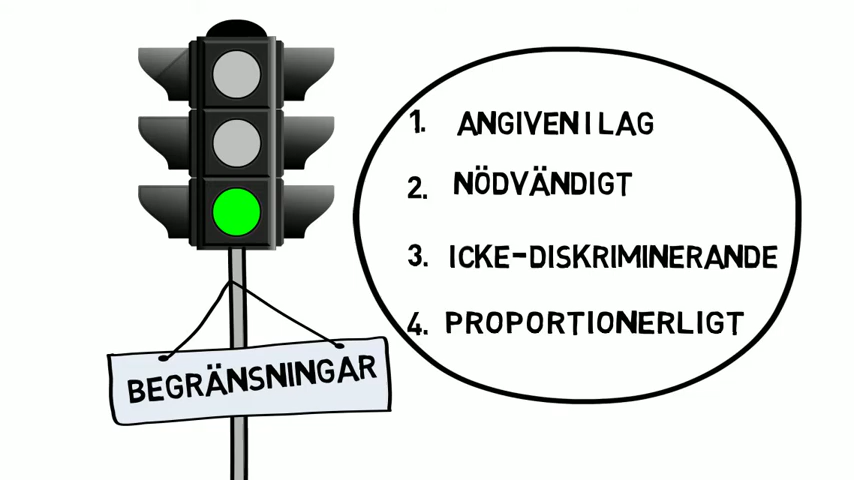 1. ANGIVEN I LAG
2. NÖDVÄNDIGT
3. ICKE-DISKRIMINERANDE
4. PROPORTIONERLIGT
BEGRÄNSNINGAR